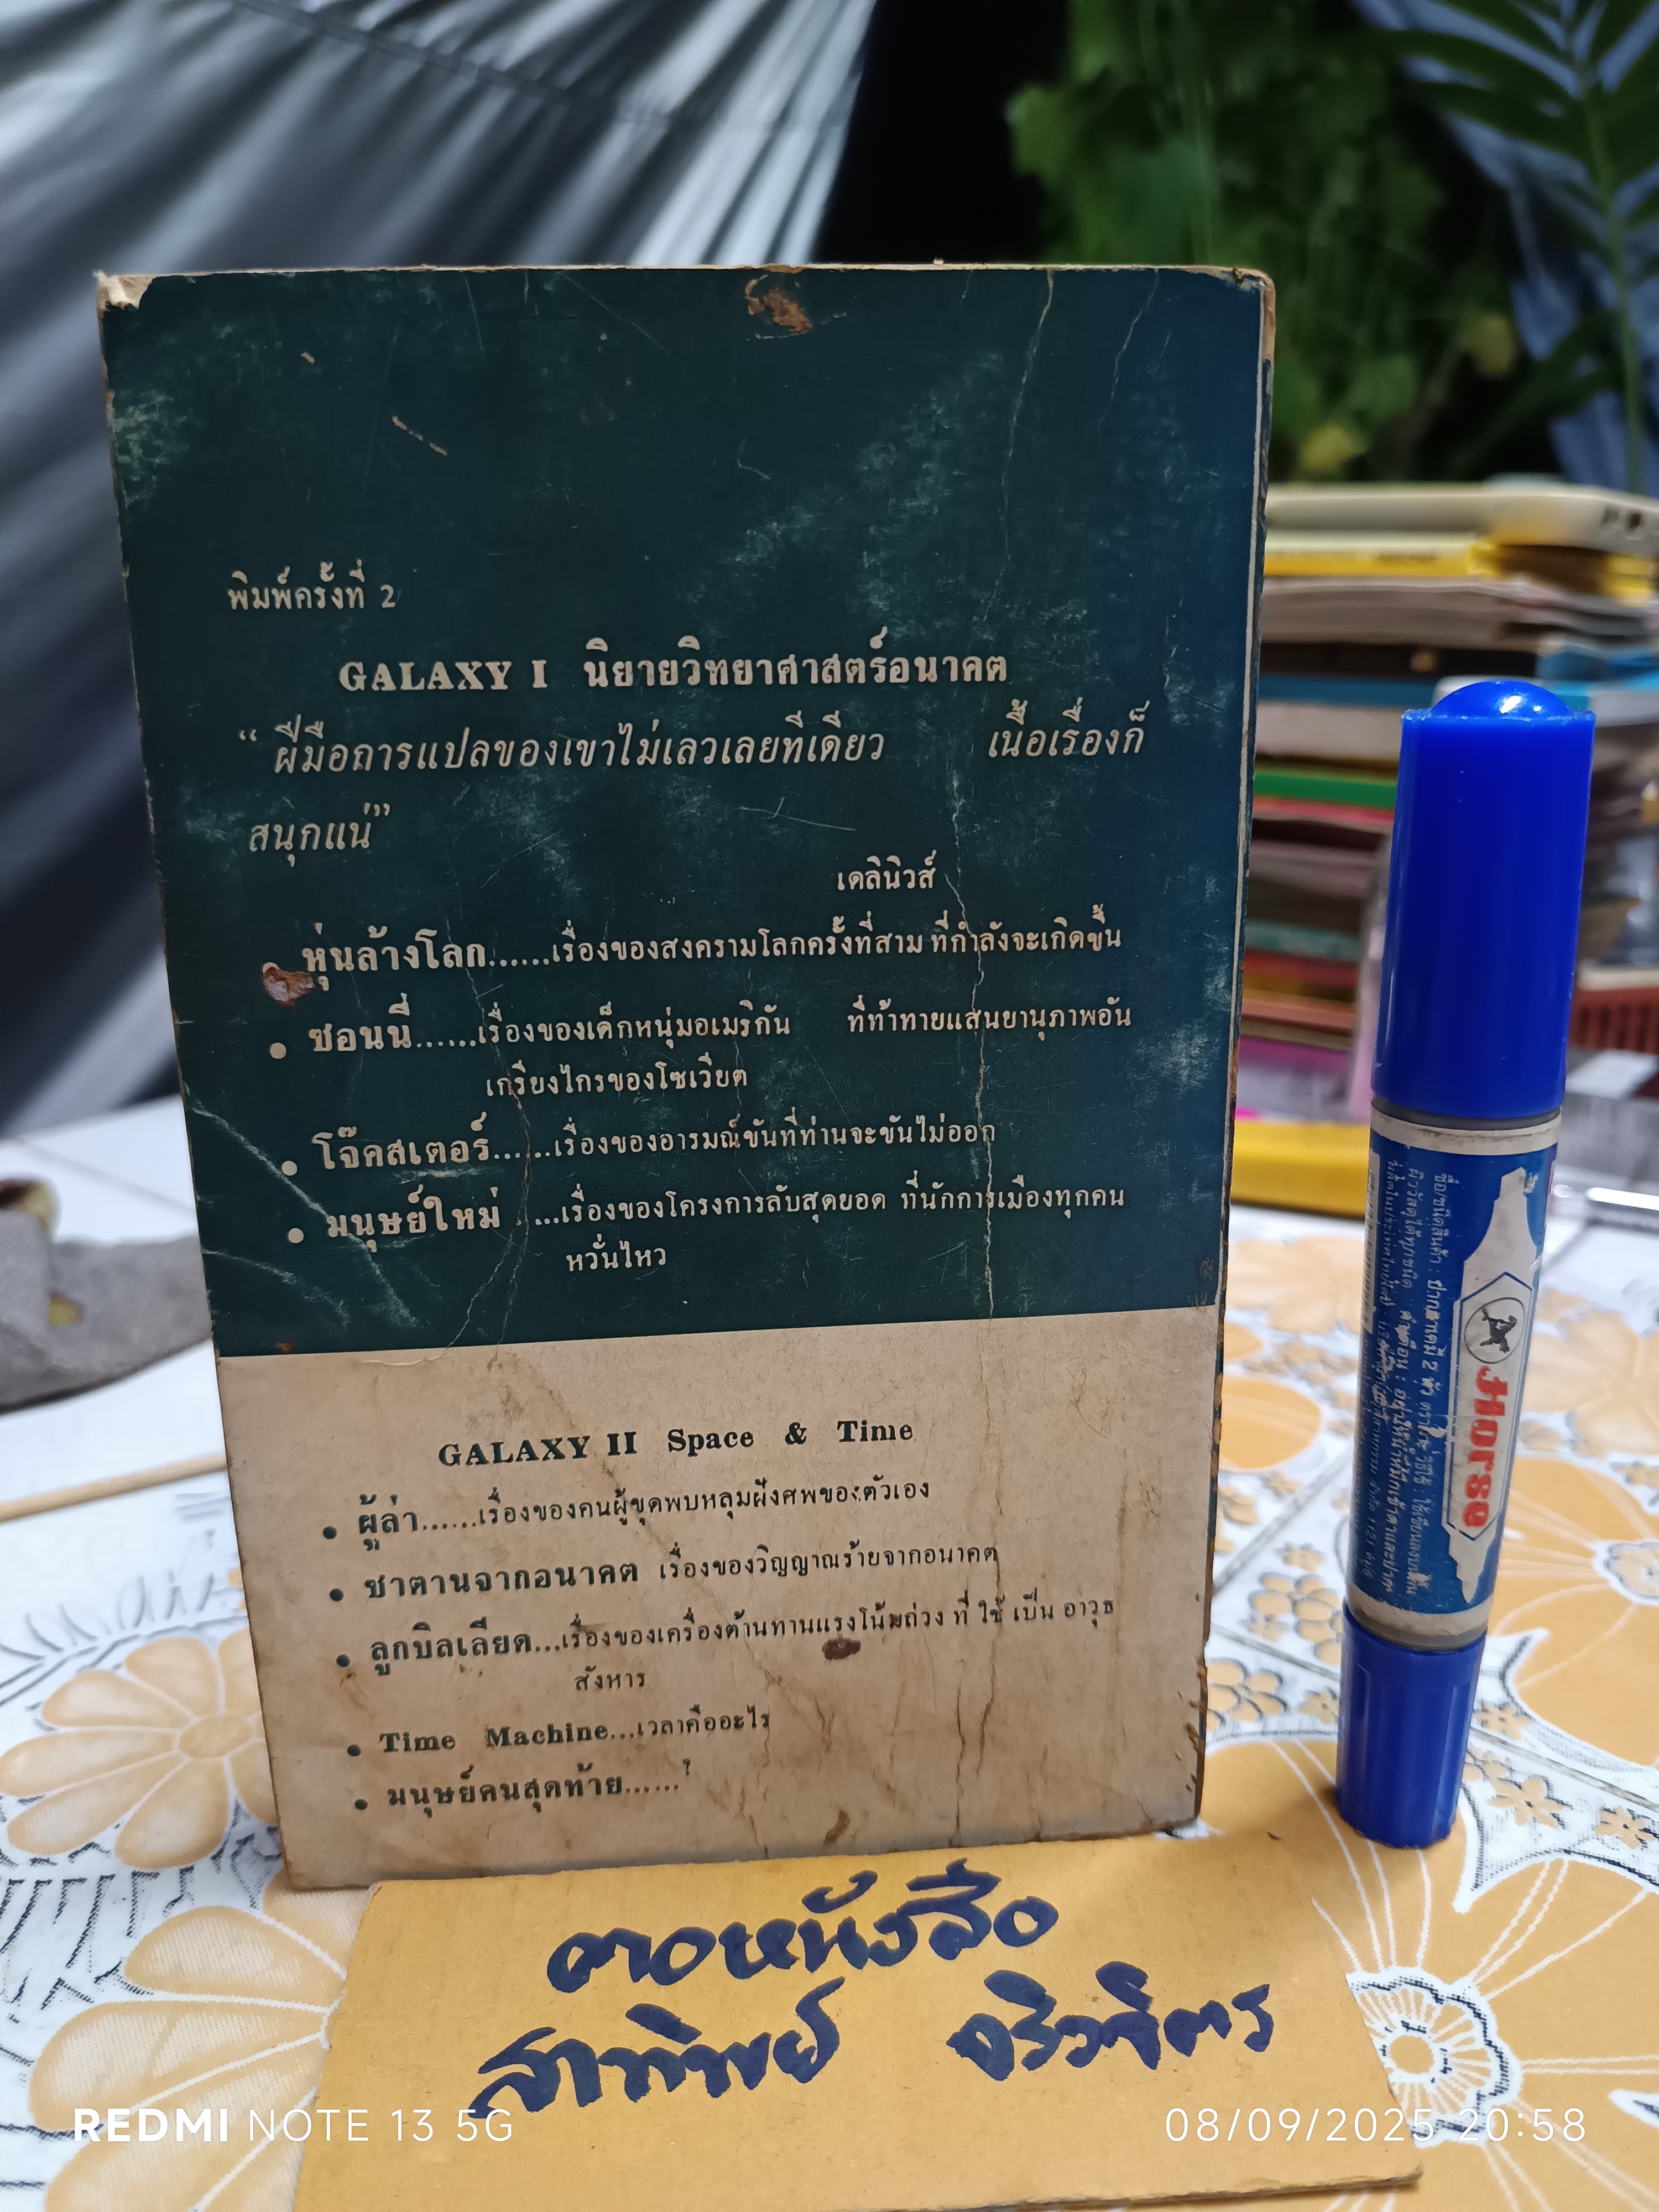 พิมพ์ครั้งที่ 2
GALAXY I นิยายวิทยาศาสตร์อนาคต
“ ฝีมือการแปลของเขาไม่เลวเลยทีเดียว เนื้อเรื่องก็
สนุกแน่”
เดลินิวส์
• หุ่นล้างโลก......เรื่องของสงครามโลกครั้งที่สาม ที่กำลังจะเกิดขึ้น
• ซอนนี่......เรื่องของเด็กหนุ่มอเมริกัน ที่ท้าทายแสนยานุภาพอัน
เกรียงไกรของโซเวียต
• โจ๊คสเตอร์......เรื่องของอารมณ์ขันที่ท่านจะขันไม่ออก
• มนุษย์ใหม่ ....เรื่องของโครงการลับสุดยอด ที่นักการเมืองทุกคน
หวั่นไหว
GALAXY II Space & Time
• ผู้ล่า......เรื่องของคนผู้ขุดพบหลุมฝังศพของตัวเอง
• ซาตานจากอนาคต เรื่องของวิญญาณร้ายจากอนาคต
• ลูกบิลเลียด...เรื่องของเครื่องต้านทานแรงโน้มถ่วง ที่ ใช้ เป็น อาวุธ
สังหาร
• Time Machine...เวลาคืออะไร
• มนุษย์คนสุดท้าย......?
Horse
ตอหนังสือ
สาทิพย์ จริวจิตร
REDMI NOTE 13 5G
08/09/2025 20:58